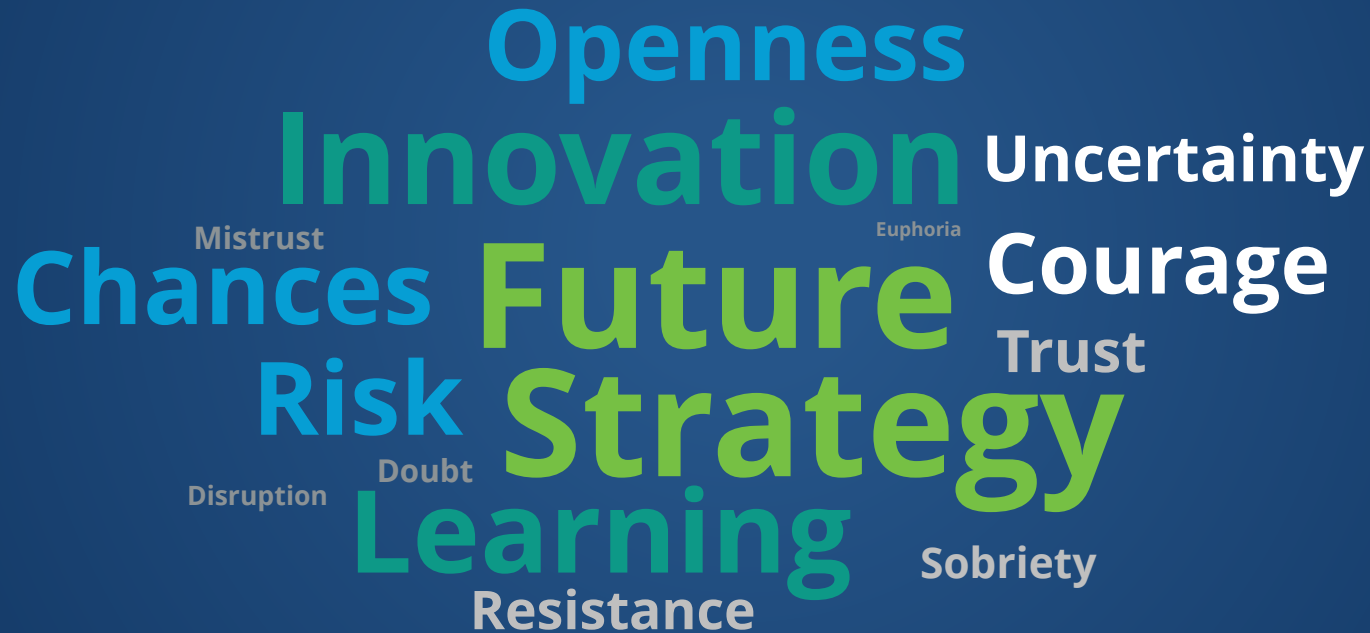 Openness
Innovation
Uncertainty
Mistrust
Euphoria
Chances
Future
Courage
Trust
Risk
Strategy
Doubt
Disruption
Learning
Sobriety
Resistance